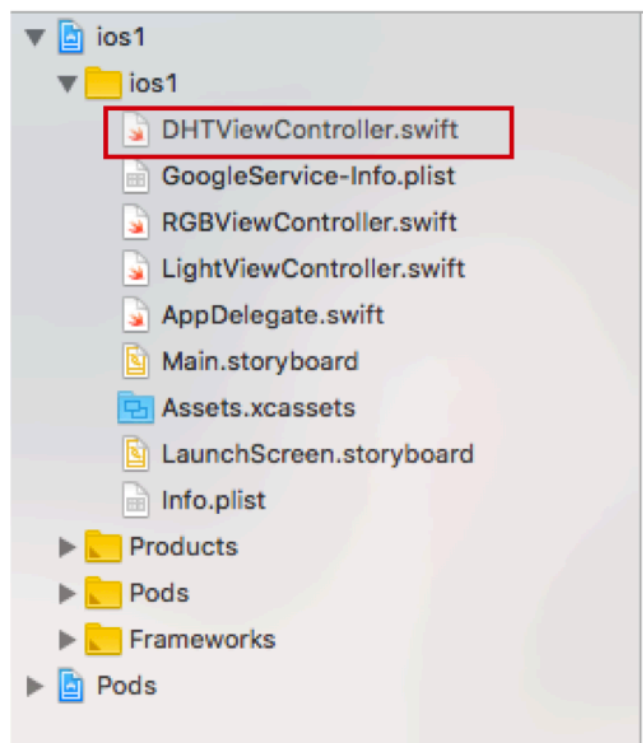 ios1
ios1
DHTViewController.swift
GoogleService-Info.plist
RGBViewController.swift
LightViewController.swift
AppDelegate.swift
Main.storyboard
Assets.xcassets
LaunchScreen.storyboard
Info.plist
Products
Pods
Frameworks
Pods